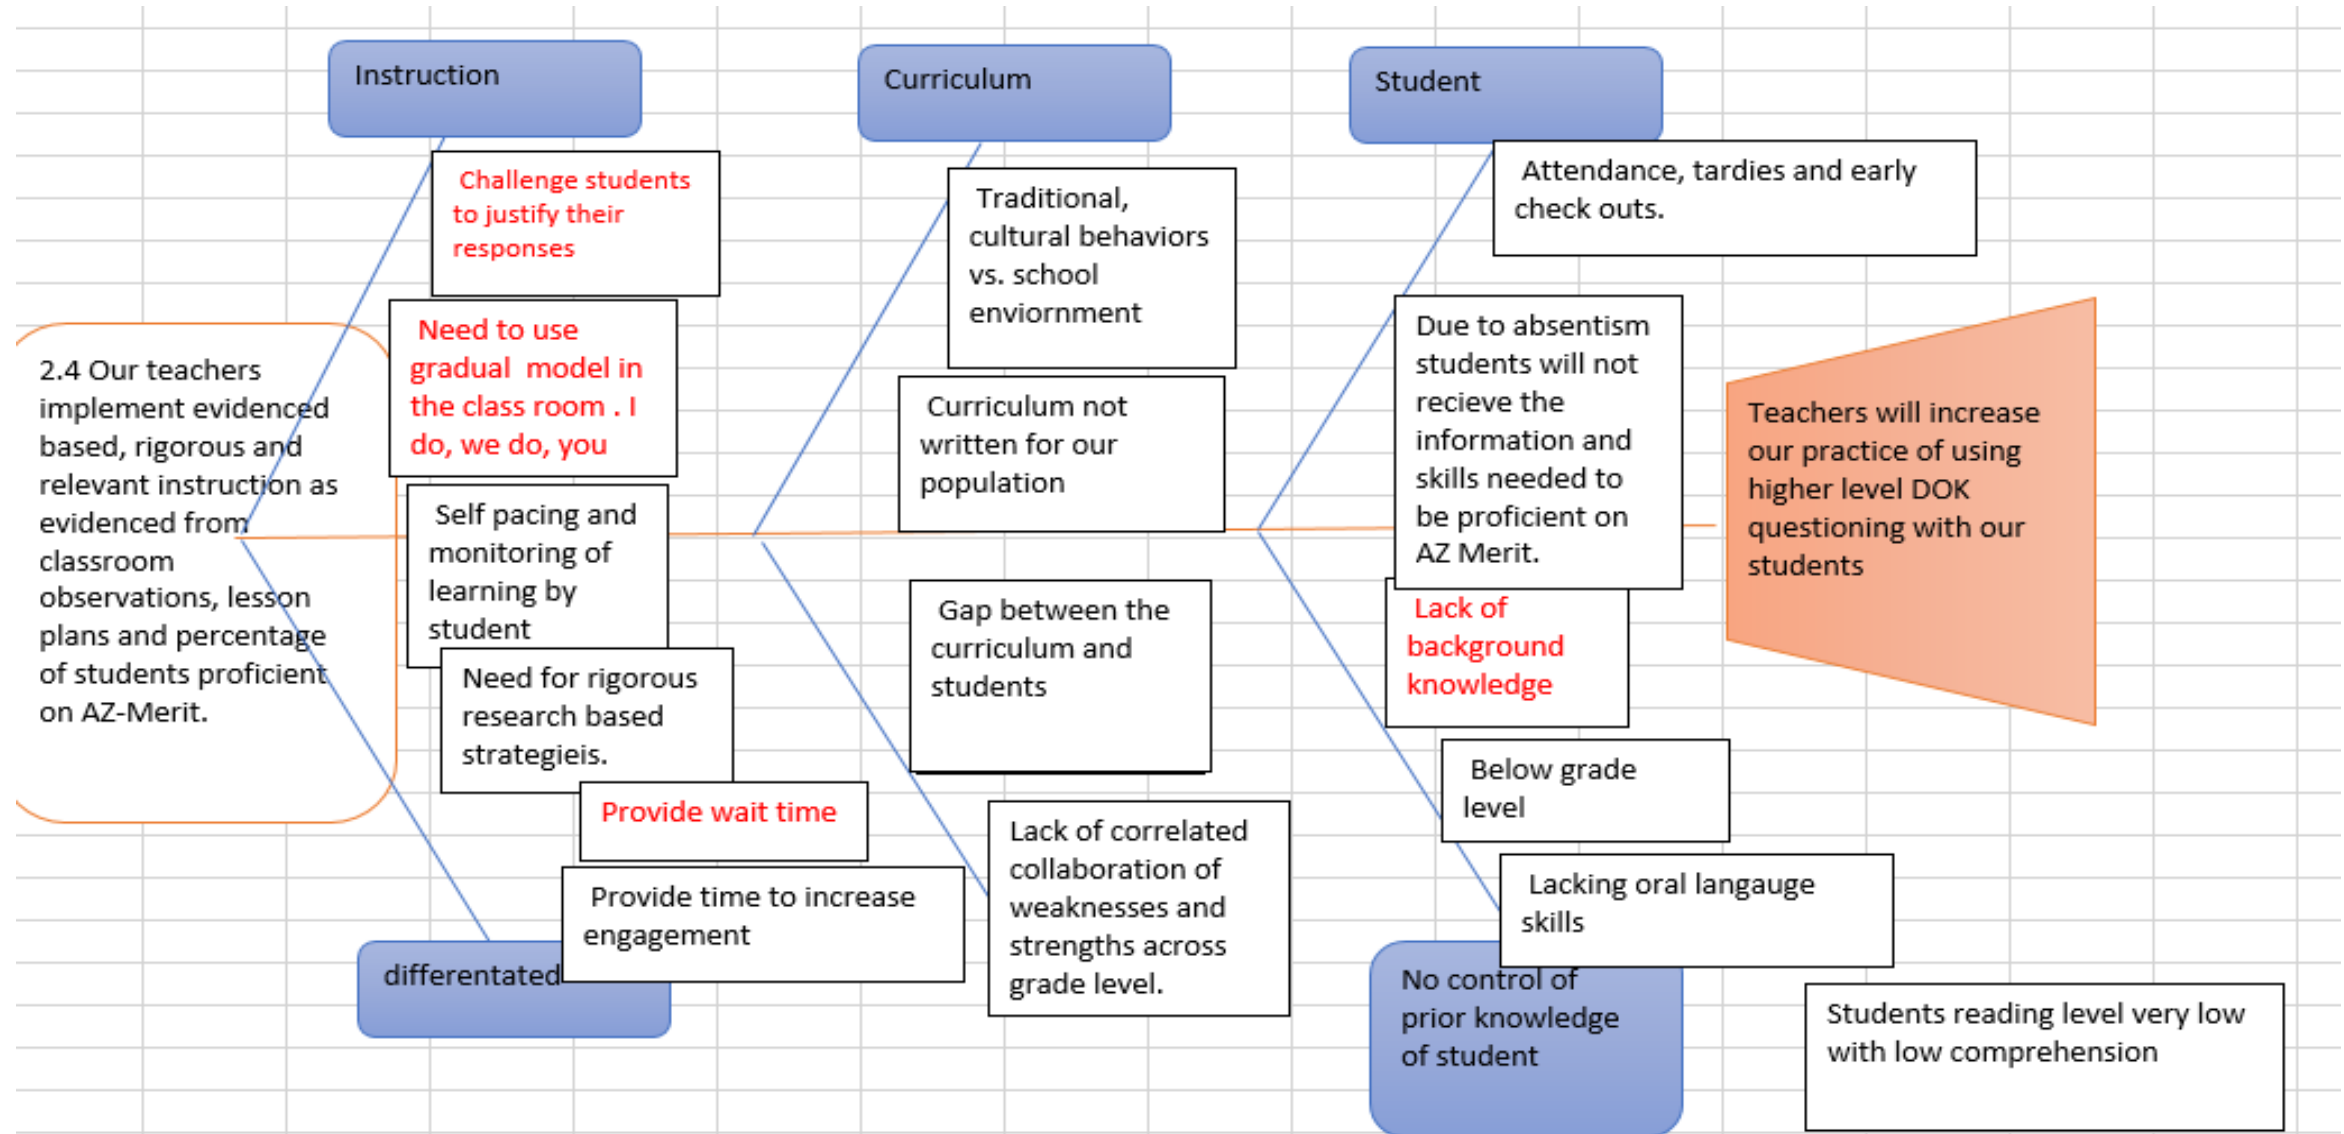 Instruction
Curriculum
Student
Challenge students
to justify their
responses
Need to use
gradual  model in
the class room . I
do, we do, you
Self pacing and
monitoring of
learning by
student
Need for rigorous
research based
strategieis.
Provide wait time
Provide time to increase
engagement
differentated
2.4 Our teachers
implement evidenced
based, rigorous and
relevant instruction as
evidenced from
classroom
observations, lesson
plans and percentage
of students proficient
on AZ-Merit.
Traditional,
cultural behaviors
vs. school
enviornment
Curriculum not
written for our
population
Gap between the
curriculum and
students
Lack of correlated
collaboration of
weaknesses and
strengths across
grade level.
Attendance, tardies and early
check outs.
Due to absentism
students will not
recieve the
information and
skills needed to
be proficient on
AZ Merit.
Lack of
background
knowledge
Below grade
level
Lacking oral langauge
skills
No control of
prior knowledge
of student
Students reading level very low
with low comprehension
Teachers will increase
our practice of using
higher level DOK
questioning with our
students